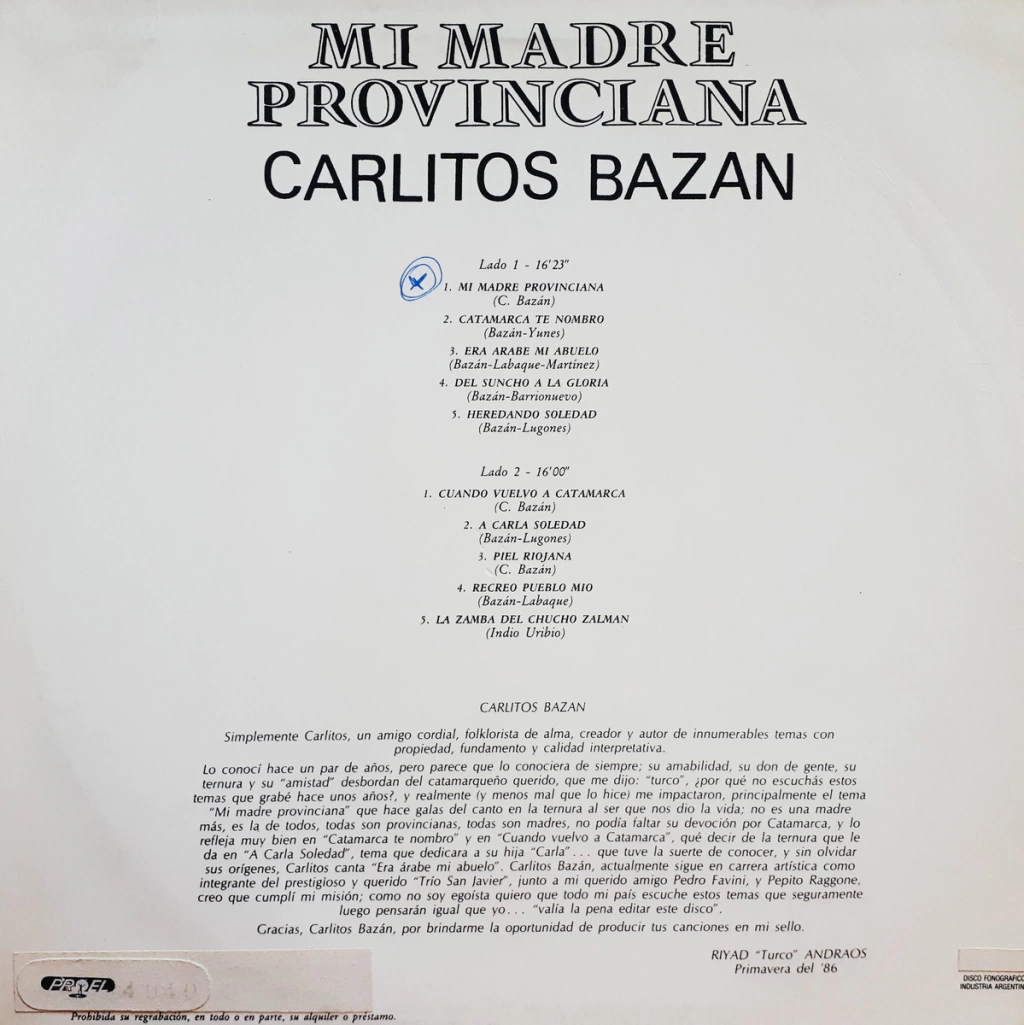 MI MADRE
PROVINCIANA
CARLITOS BAZAN
Lado 1 - 16'23"
1. MI MADRE PROVINCIANA
(C. Bazán)
2. CATAMARCA TE NOMBRO
(Bazán-Yunes)
3. ERA ARABE MI ABUELO
(Bazán-Labaque-Martínez)
4. DEL SUNCHO A LA GLORIA
(Bazán-Barrionuevo)
5. HEREDANDO SOLEDAD
(Bazán-Lugones)
Lado 2 - 16'00"
1. CUANDO VUELVO A CATAMARCA
(C. Bazán)
2. A CARLA SOLEDAD
(Bazán-Lugones)
3. PIEL RIOJANA
(C. Bazán)
4. RECREO PUEBLO MIO
(Bazán-Labaque)
5. LA ZAMBA DEL CHUCHO ZALMAN
(Indio Uribio)
CARLITOS BAZAN
Simplemente Carlitos, un amigo cordial, folklorista de alma, creador y autor de innumerables temas con
propiedad, fundamento y calidad interpretativa.
Lo conocí hace un par de años, pero parece que lo conociera de siempre; su amabilidad, su don de gente, su
ternura y su "amistad" desbordan del catamarqueño querido, que me dijo: "turco", ¿por qué no escuchás estos
temas que grabé hace unos años?, y realmente (y menos mal que lo hice) me impactaron, principalmente el tema
"Mi madre provinciana" que hace galas del canto en la ternura al ser que nos dio la vida; no es una madre
más, es la de todos, todas son provincianas, todas son madres, no podía faltar su devoción por Catamarca, y lo
refleja muy bien en "Catamarca te nombro" y en "Cuando vuelvo a Catamarca", qué decir de la ternura que le
da en "A Carla Soledad", tema que dedicara a su hija "Carla"... que tuve la suerte de conocer, y sin olvidar
sus orígenes, Carlitos canta "Era árabe mi abuelo". Carlitos Bazán, actualmente sigue en carrera artística como
integrante del prestigioso y querido "Trío San Javier", junto a mi querido amigo Pedro Favini, y Pepito Raggone,
creo que cumplí mi misión; como no soy egoísta quiero que todo mi país escuche estos temas que seguramente
luego pensarán igual que yo... "valía la pena editar este disco".
Gracias, Carlitos Bazán, por brindarme la oportunidad de producir tus canciones en mi sello.
RIYAD "Turco" ANDRAOS
Primavera del '86
PROEL
4040
DISCO FONOGRAFICO
INDUSTRIA ARGENTIN
Prohibida su regrabación, en todo o en parte, su alquiler o préstamo.